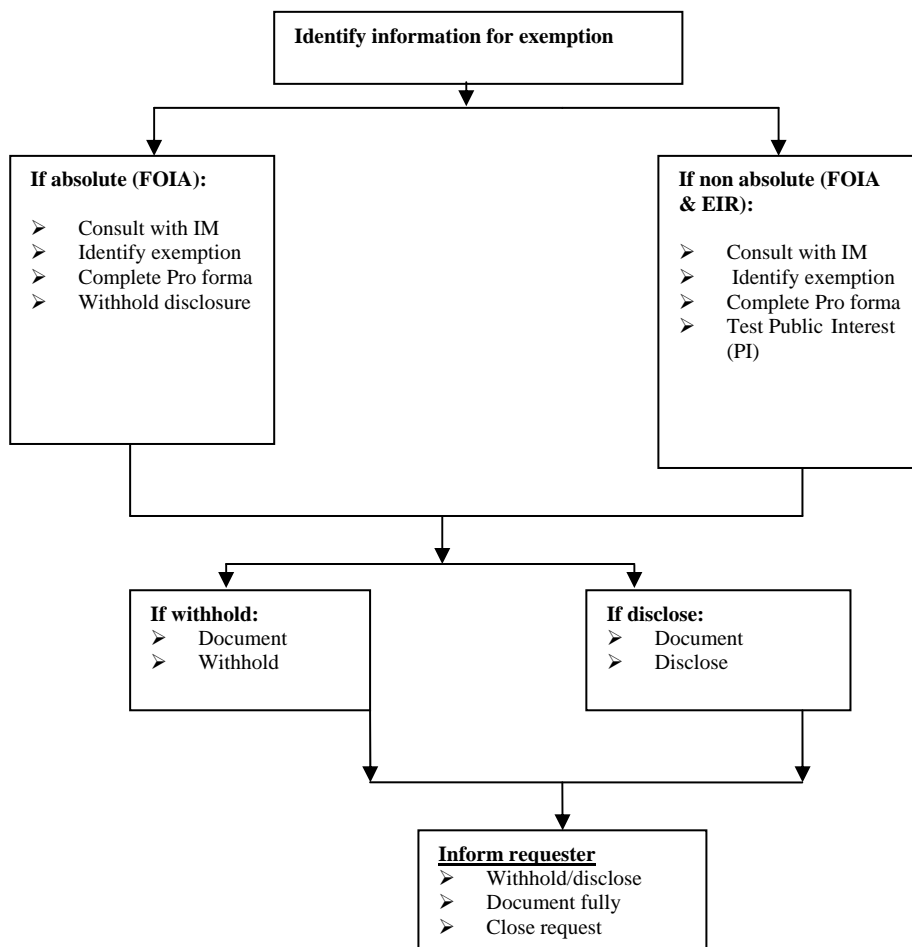 Identify information for exemption
If absolute (FOIA):
➢ Consult with IM
➢ Identify exemption
➢ Complete Pro forma
➢ Withhold disclosure
If non absolute (FOIA
& EIR):
➢ Consult with IM
➢ Identify exemption
➢ Complete Pro forma
➢ Test Public Interest
(PI)
If withhold:
➢ Document
➢ Withhold
If disclose:
➢ Document
➢ Disclose
Inform requester
➢ Withhold/disclose
➢ Document fully
➢ Close request